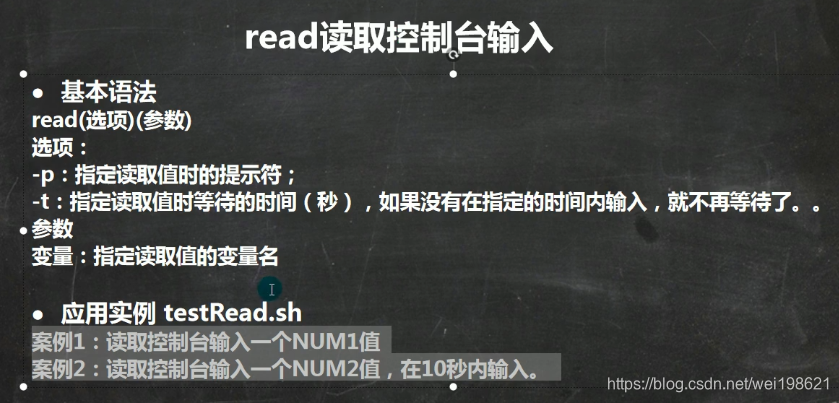 read读取控制台输入
● 基本语法
read(选项)(参数)
选项：
-p：指定读取值时的提示符；
-t：指定读取值时等待的时间（秒），如果没有在指定的时间内输入，就不再等待了。。
参数
变量：指定读取值的变量名
● 应用实例 testRead.sh
案例1：读取控制台输入一个NUM1值
案例2：读取控制台输入一个NUM2值，在10秒内输入。
https://blog.csdn.net/wei198621